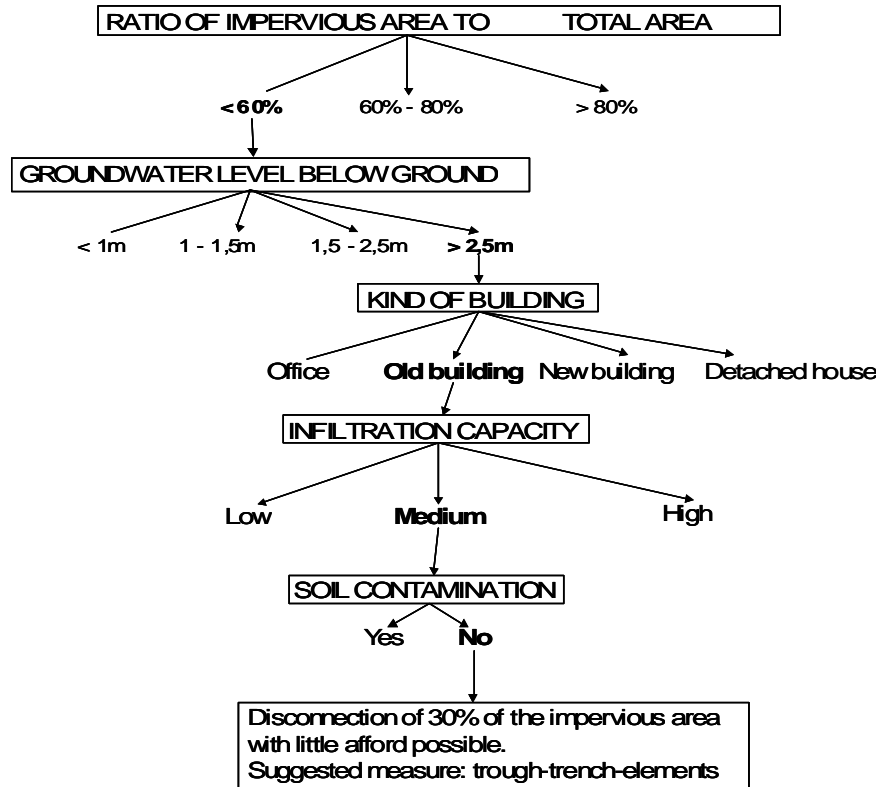 RATIO OF IMPERVIOUS AREA TO TOTAL AREA
<60% 60% - 80% > 80%
GROUNDWATER LEVEL BELOW GROUND
< 1m 1 - 1,5m 1,5 - 2,5m > 2,5m
KIND OF BUILDING
Office Old building New building Detached house
INFILTRATION CAPACITY
Low Medium High
SOIL CONTAMINATION
Yes No
Disconnection of 30% of the impervious area
with little afford possible.
Suggested measure: trough-trench-elements